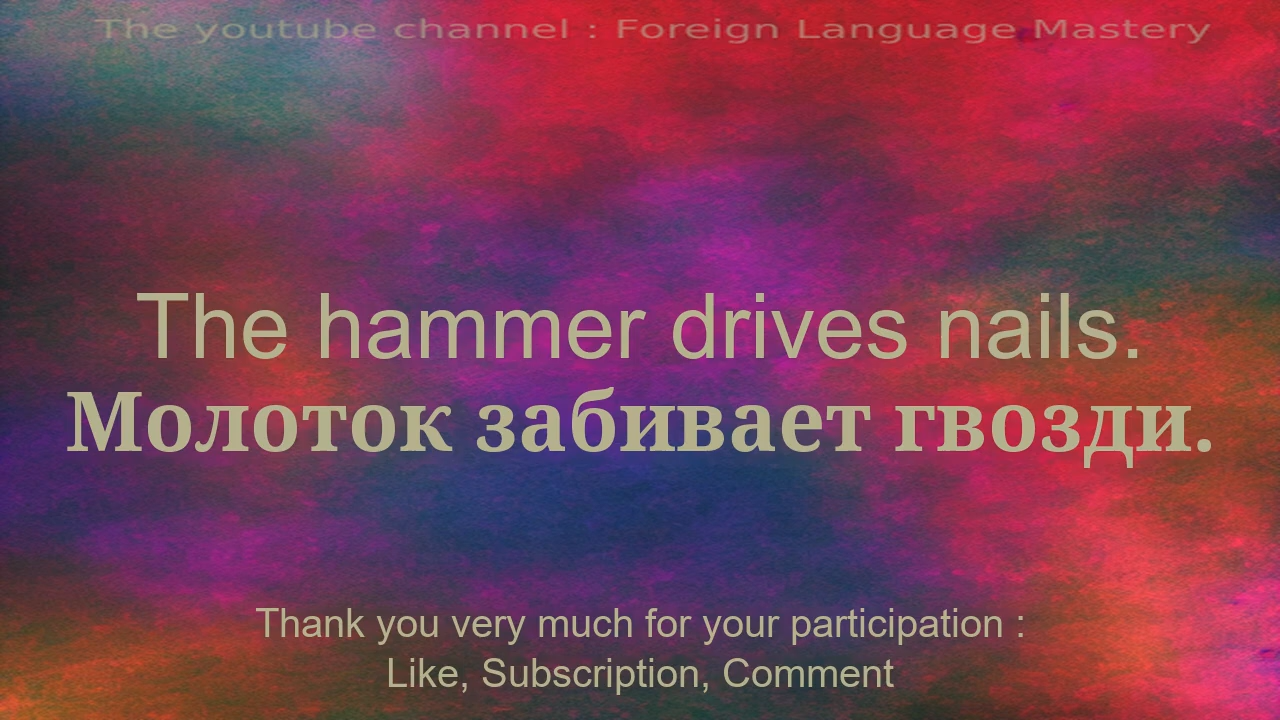 The youtube channel : Foreign Language Mastery
The hammer drives nails.
Молоток забивает гвозди.
Thank you very much for your participation :
Like, Subscription, Comment